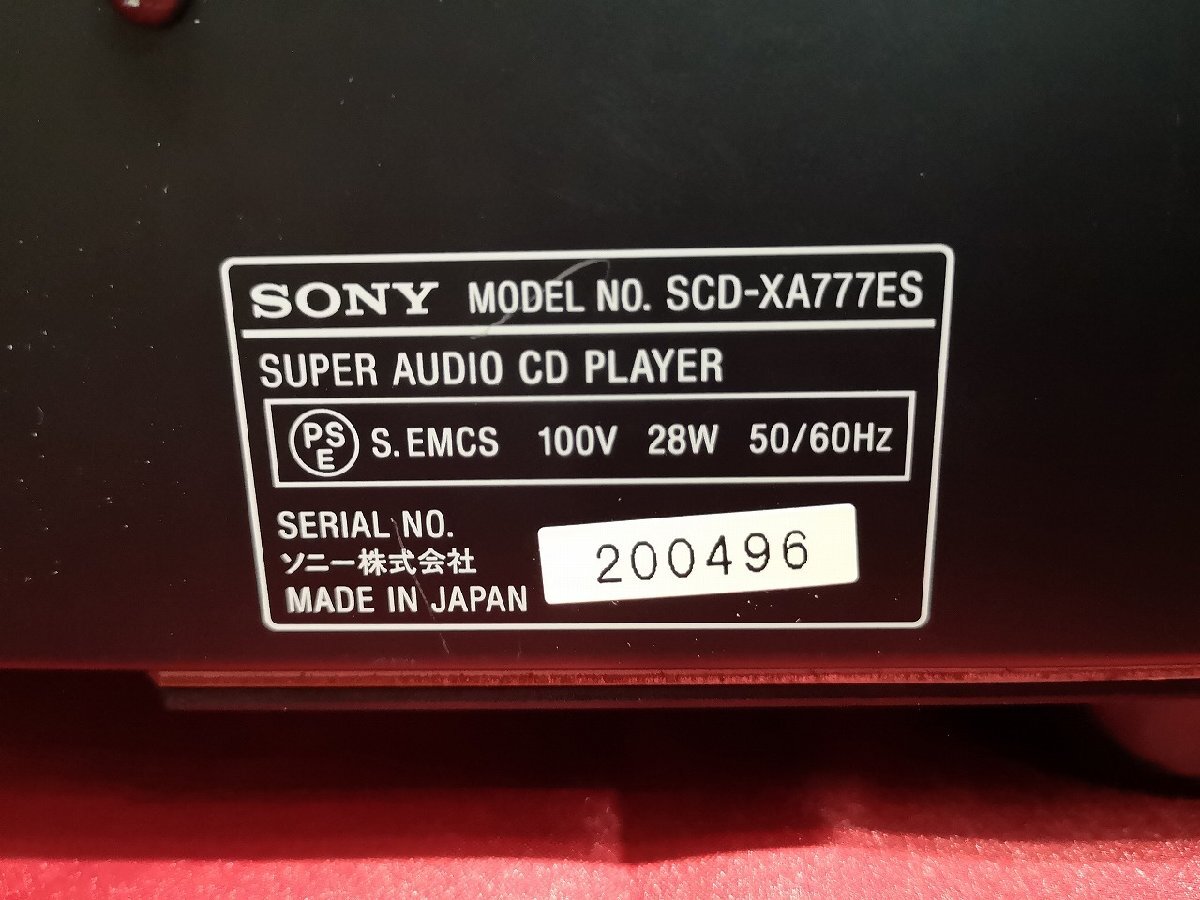 SONY MODEL NO. SCD-XA777ES
SUPER AUDIO CD PLAYER
PSE S.EMCS 100V 28W 50/60Hz
SERIAL NO. 200496
ソニー株式会社
MADE IN JAPAN